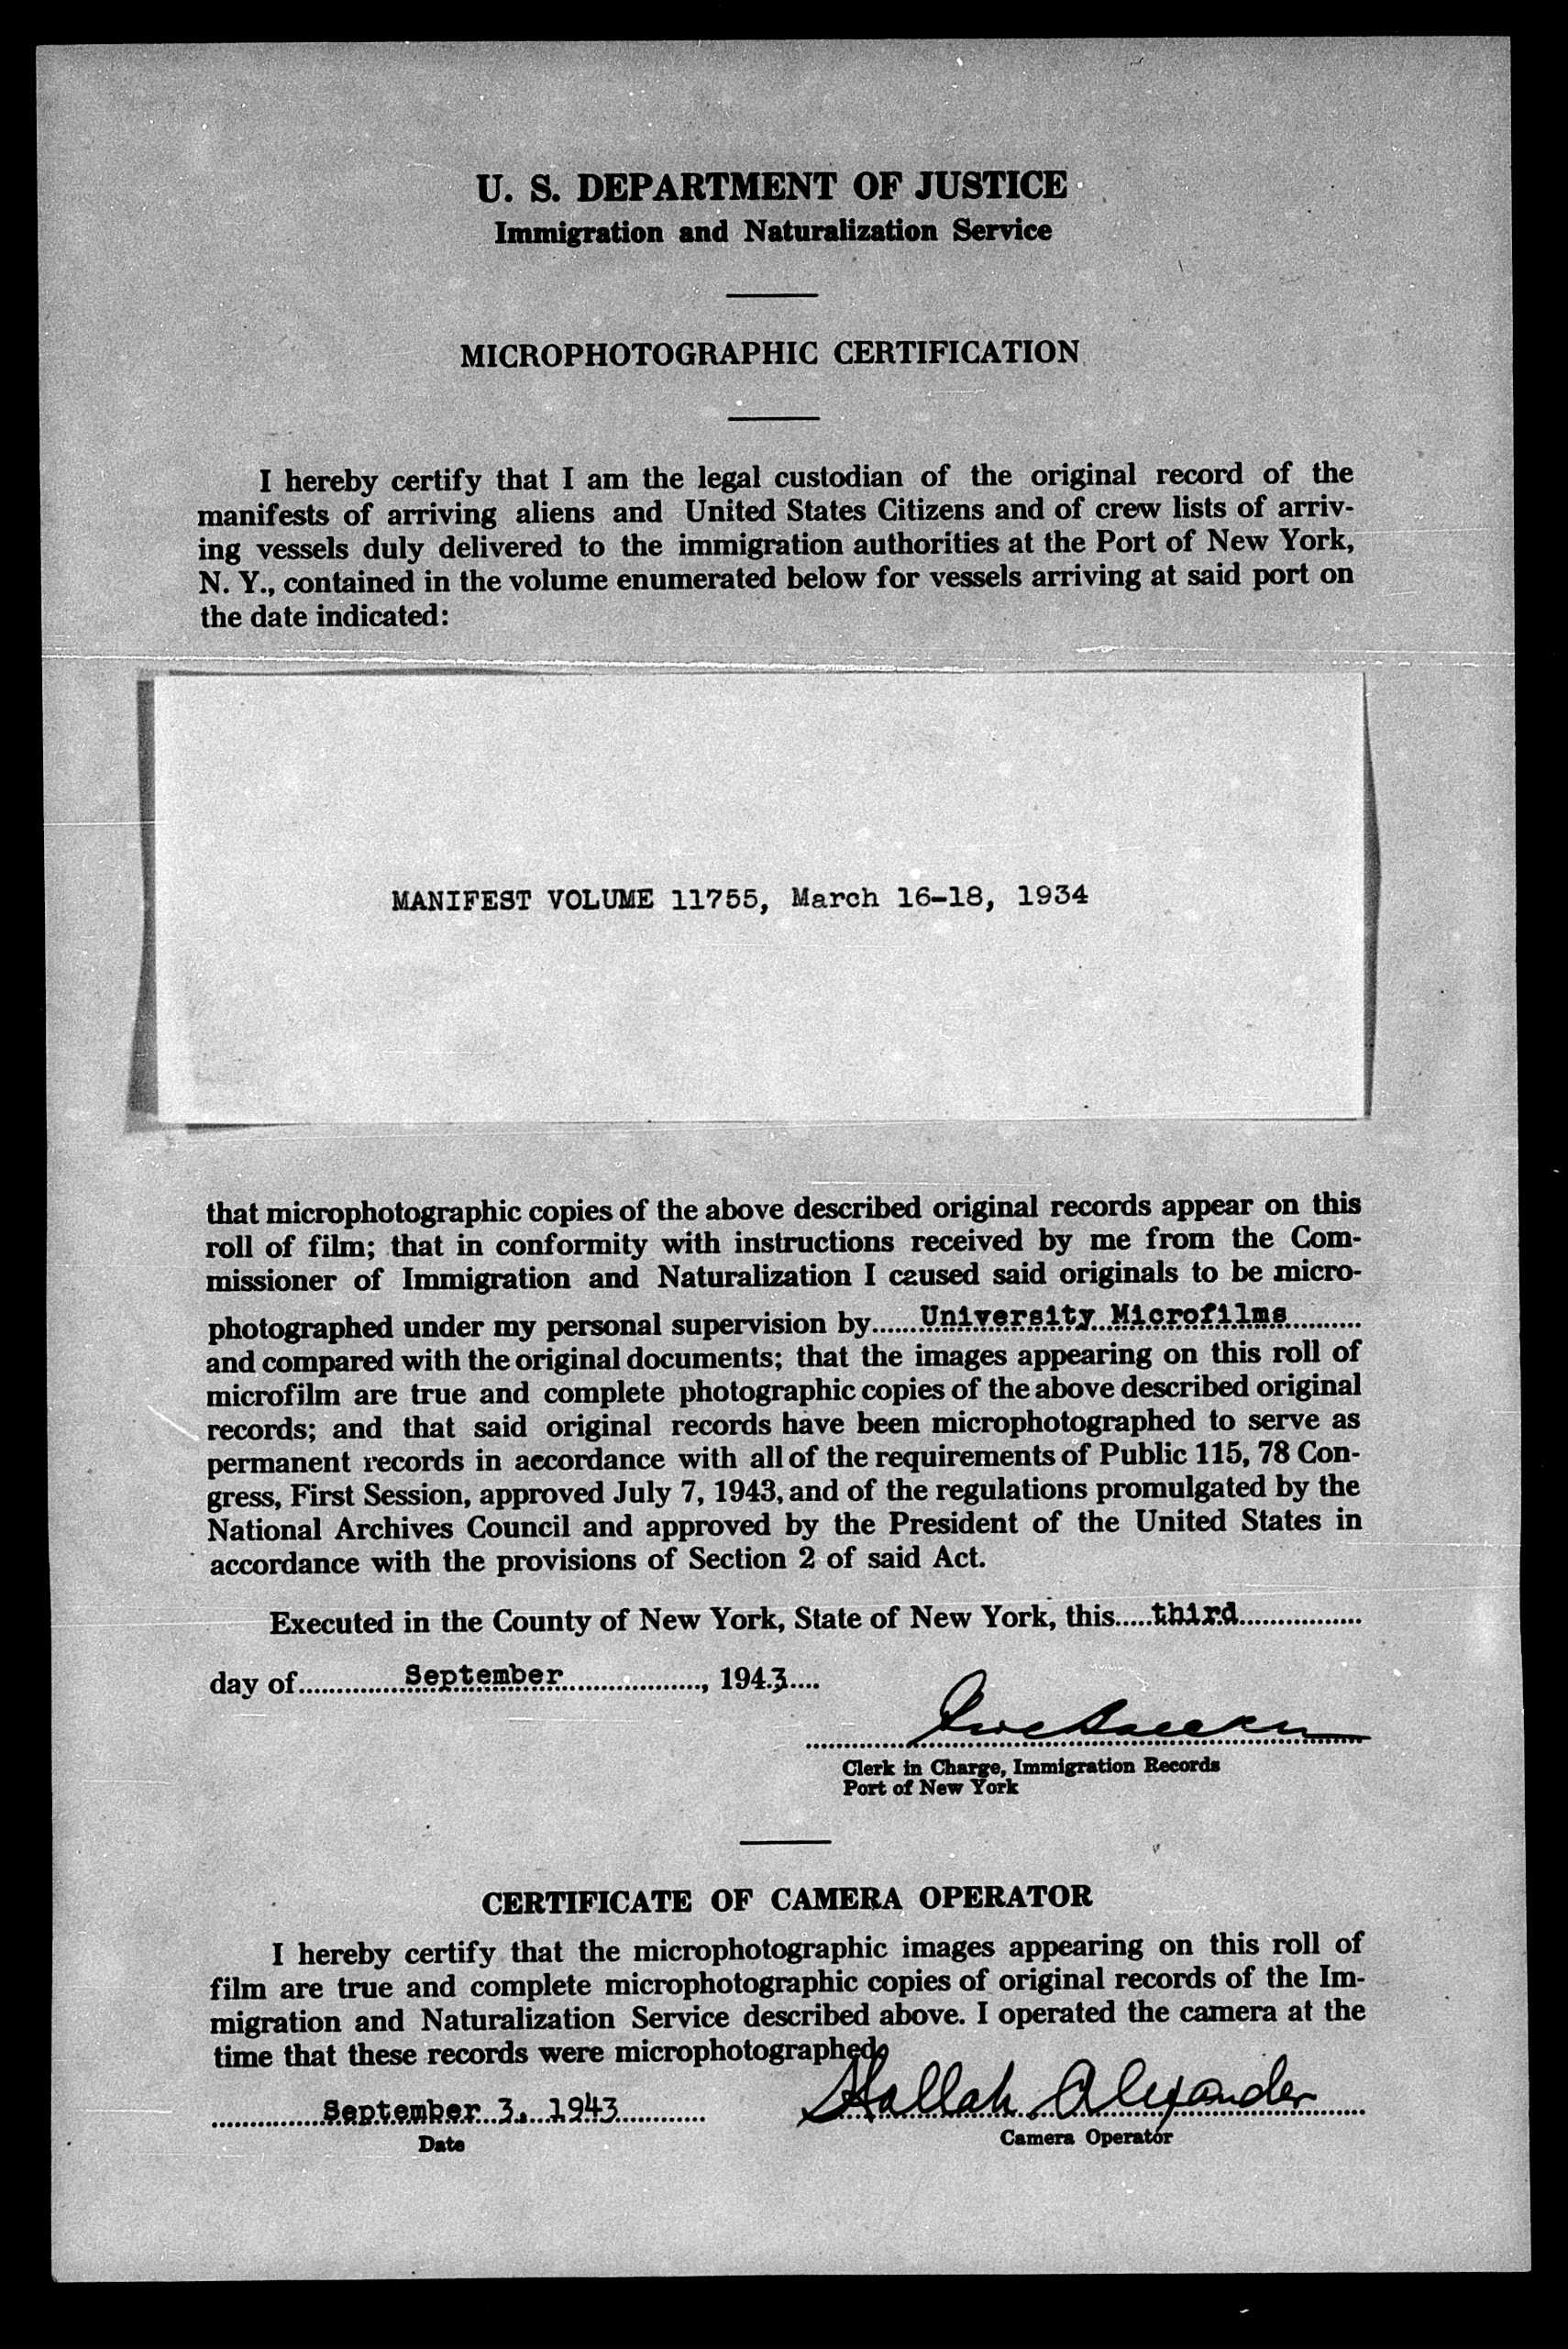 U. S. DEPARTMENT OF JUSTICE
Immigration and Naturalization Service
MICROPHOTOGRAPHIC CERTIFICATION
I hereby certify that I am the legal custodian of the original record of the
manifests of arriving aliens and United States Citizens and of crew lists of arriv-
ing vessels duly delivered to the immigration authorities at the Port of New York,
N. Y., contained in the volume enumerated below for vessels arriving at said port on
the date indicated:
MANIFEST VOLUME 11755, March 16-18, 1934
that microphotographic copies of the above described original records appear on this
roll of film; that in conformity with instructions received by me from the Com-
missioner of Immigration and Naturalization I caused said originals to be micro-
photographed under my personal supervision by......University Microfilms..........
and compared with the original documents; that the images appearing on this roll of
microfilm are true and complete photographic copies of the above described original
records; and that said original records have been microphotographed to serve as
permanent records in accordance with all of the requirements of Public 115, 78 Con-
gress, First Session, approved July 7, 1943, and of the regulations promulgated by the
National Archives Council and approved by the President of the United States in
accordance with the provisions of Section 2 of said Act.
Executed in the County of New York, State of New York, this.....third.................
day of...............September...................., 194.3....
Clerk in Charge, Immigration Records
Port of New York
CERTIFICATE OF CAMERA OPERATOR
I hereby certify that the microphotographic images appearing on this roll of
film are true and complete microphotographic copies of original records of the Im-
migration and Naturalization Service described above. I operated the camera at the
time that these records were microphotographed.
...............September 3, 1943............ Hallah Alexander
Date
Camera Operator